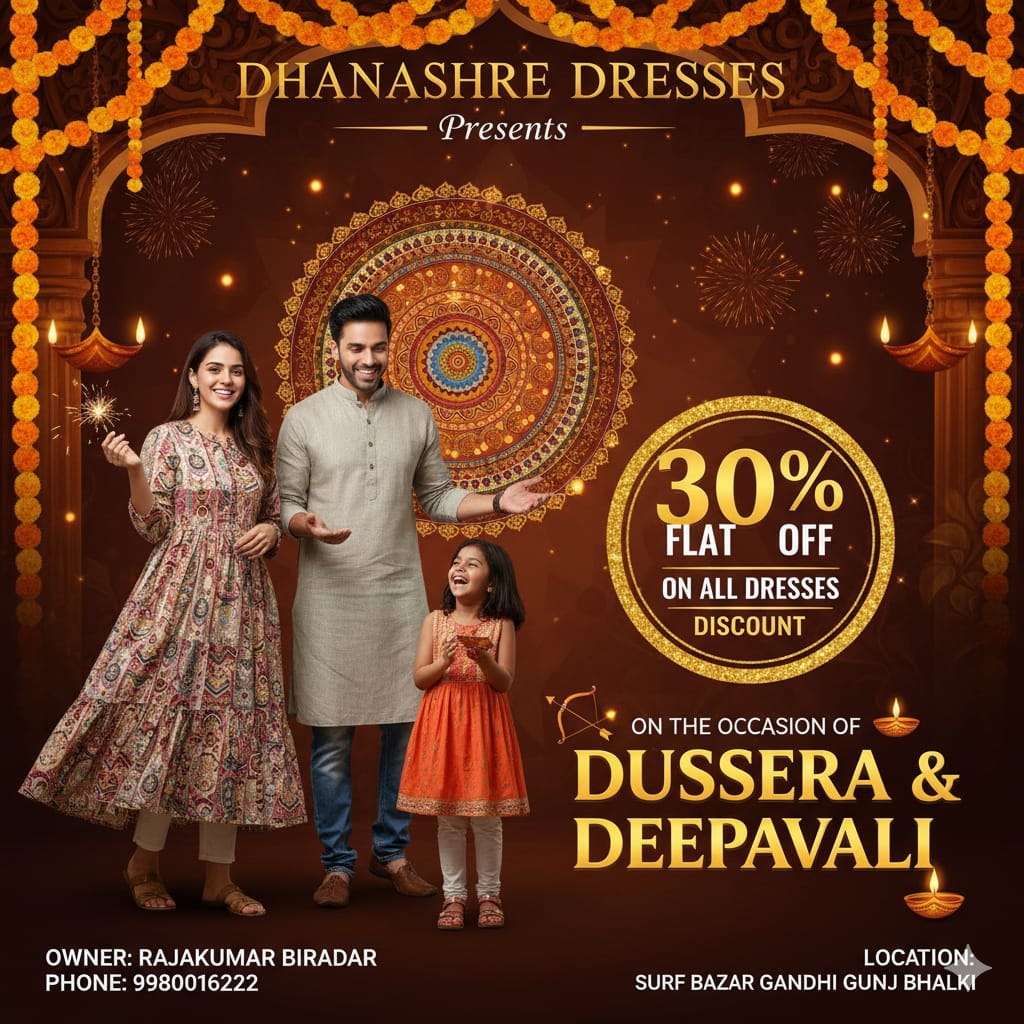 DHANASHRE DRESSES
Presents
30%
FLAT OFF
ON ALL DRESSES
DISCOUNT
ON THE OCCASION OF
DUSSERA &
DEEPAVALI
OWNER: RAJAKUMAR BIRADAR
PHONE: 9980016222
LOCATION:
SURF BAZAR GANDHI GUNJ BHALKI